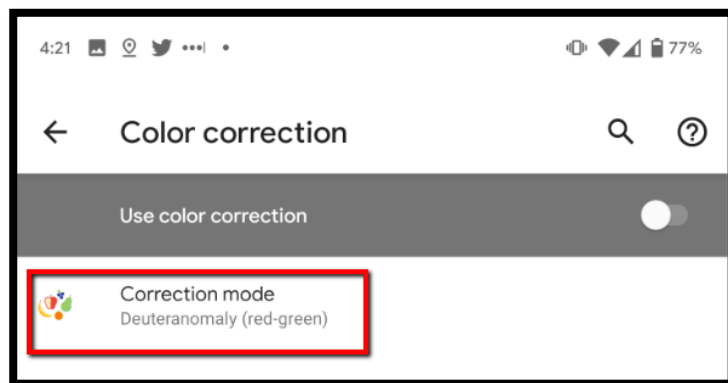 4:21 77%
Color correction
Use color correction
Correction mode
Deuteranomaly (red-green)